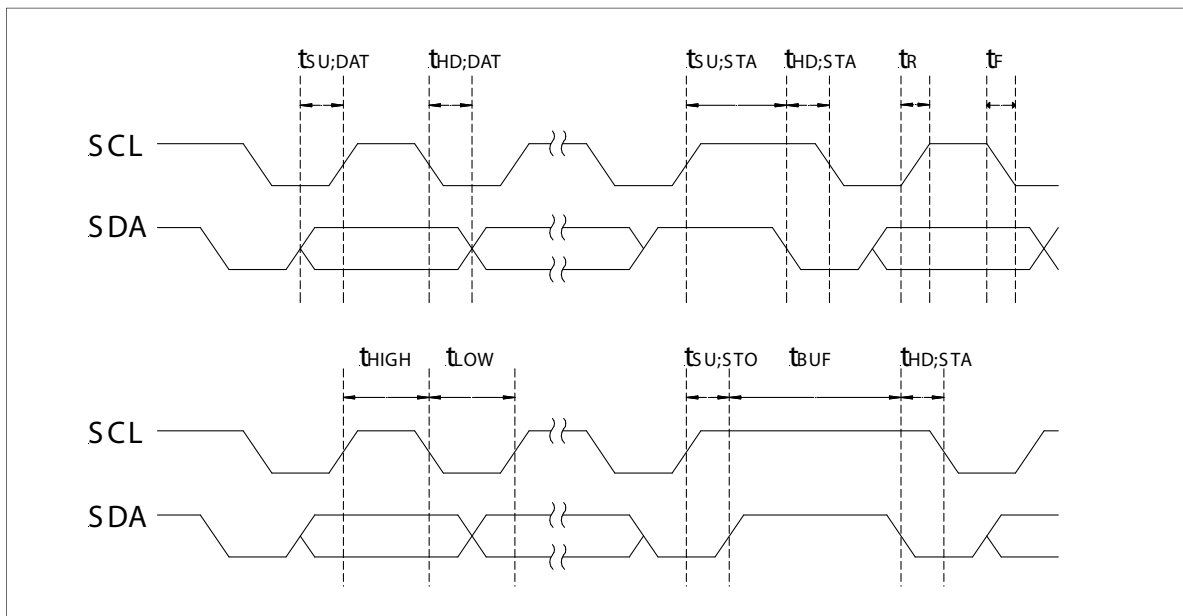 tSU;DAT tHD;DAT tSU;STA tHD;STA tR tF
SCL
SDA
tHIGH tLOW tSU;STO tBUF tHD;STA
SCL
SDA